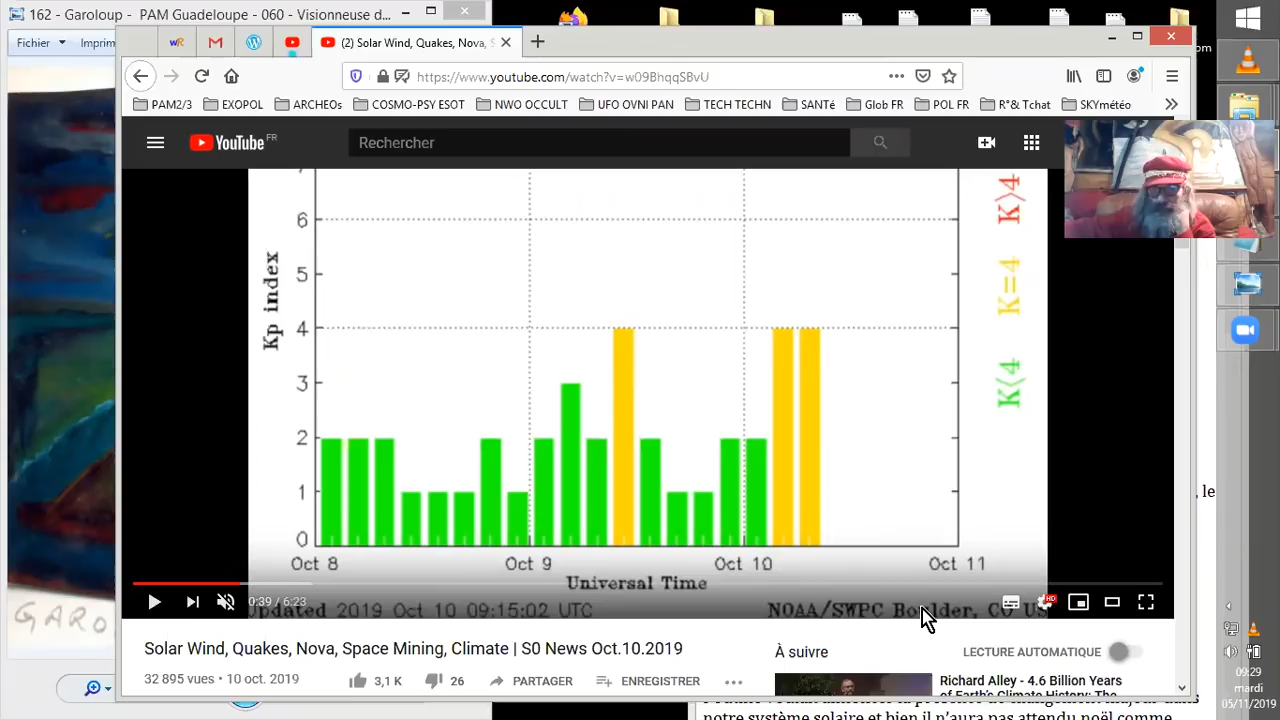 162 - Garoloup - PAM Guadeloupe - 060 - Visionneuse d...
Fichier
Imprim
(2) Solar Wind, Quakes, Nova, S
https://www.youtube.com/watch?v=w09BhqqSBvU
om
PAM2/3
EXOPOL
ARCHEOs
COSMO-PSY ESOT
NWO OCCULT
UFO OVNI PAN
TECH TECHN
SANTé
Glob FR
POL FR
R°& Tchat
SKYmétéo
YouTube FR
Rechercher
Kp index
6
5
4
3
2
1
0
K>4
K=4
K<4
Oct 8
Oct 9
Oct 10
Oct 11
Universal Time
0:39 / 6:23
HD
pdated 2019 Oct 10 09:15:02 UTC
NOAA/SWPC Boulder, CO US
, le
GARO
Solar Wind, Quakes, Nova, Space Mining, Climate | S0 News Oct.10.2019
32 895 vues • 10 oct. 2019
3,1 K
26
PARTAGER
ENREGISTRER
À suivre
LECTURE AUTOMATIQUE
Richard Alley - 4.6 Billion Years
of Earth's Climate History: The
notre système solaire et bien il n'aura pas attendu noël comme
09:29
mardi
05/11/2019